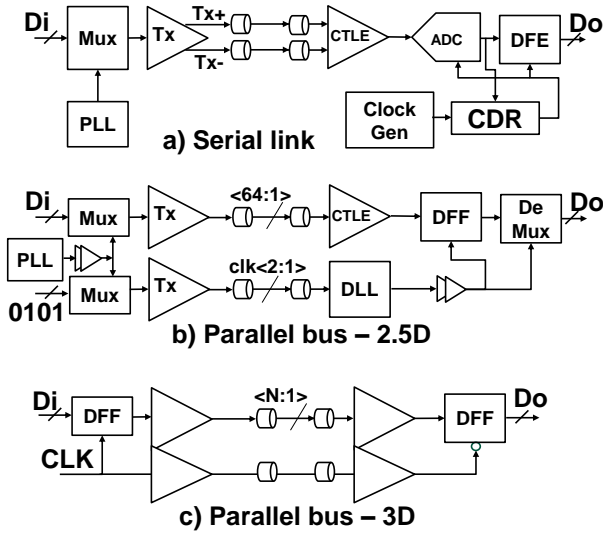 Di
Mux
Tx
Tx+
Tx-
CTLE
ADC
DFE
Do
PLL
Clock
Gen
CDR
a) Serial link
Di
Mux
Tx
<64:1>
CTLE
DFF
De
Mux
Do
PLL
0101
Mux
Tx
clk<2:1>
DLL
b) Parallel bus – 2.5D
Di
DFF
<N:1>
DFF
Do
CLK
c) Parallel bus – 3D